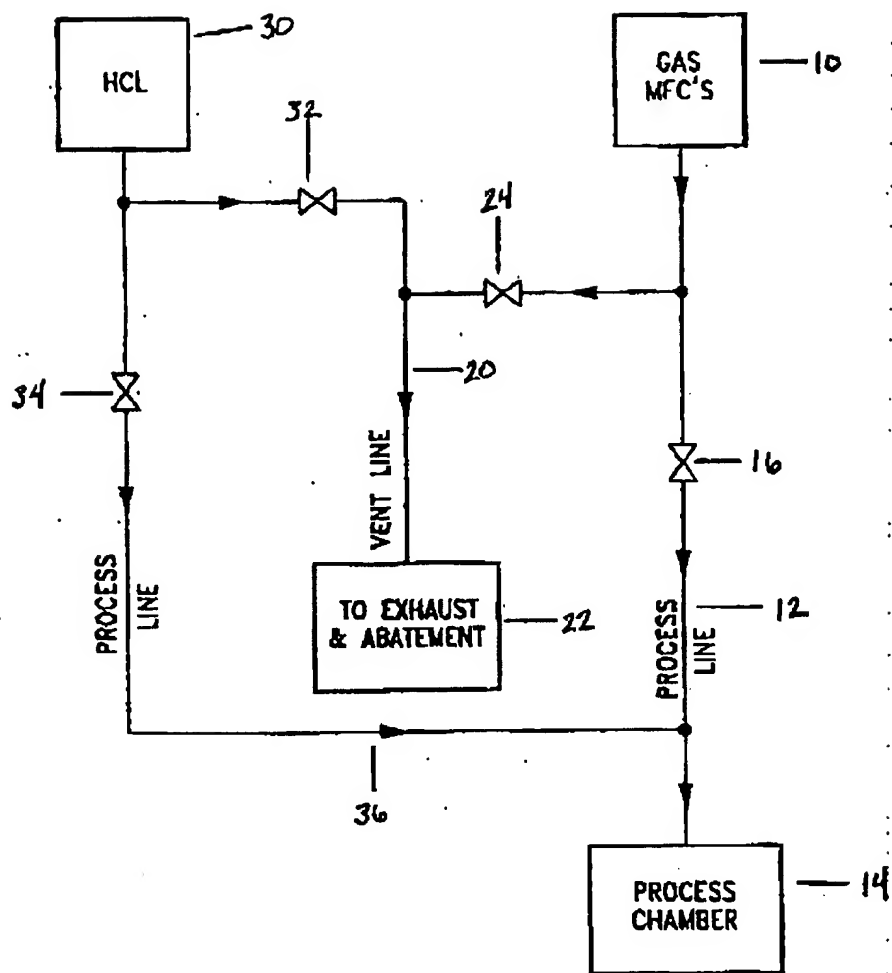 30
HCL
GAS
MFC'S
10
32
24
34
20
16
VENT LINE
PROCESS
LINE
TO EXHAUST
& ABATEMENT
22
PROCESS
LINE
12
36
PROCESS
CHAMBER
14